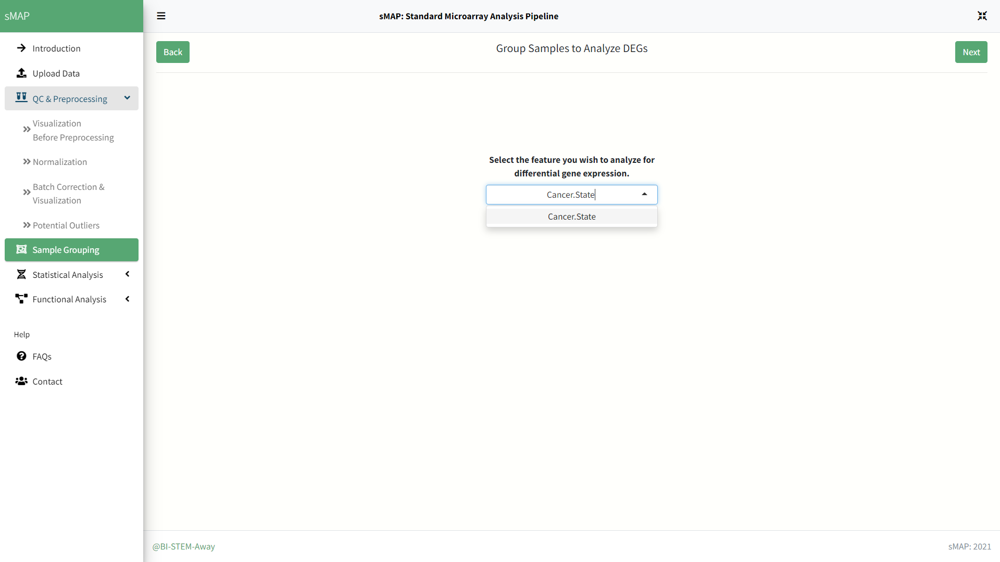 sMAP
sMAP: Standard Microarray Analysis Pipeline
Introduction
Upload Data
QC & Preprocessing
Visualization
Before Preprocessing
Normalization
Batch Correction &
Visualization
Potential Outliers
Sample Grouping
Statistical Analysis
Functional Analysis
Help
FAQs
Contact
Back
Group Samples to Analyze DEGs
Next
Select the feature you wish to analyze for
differential gene expression.
Cancer.State
Cancer.State
@BI-STEM-Away
sMAP: 2021